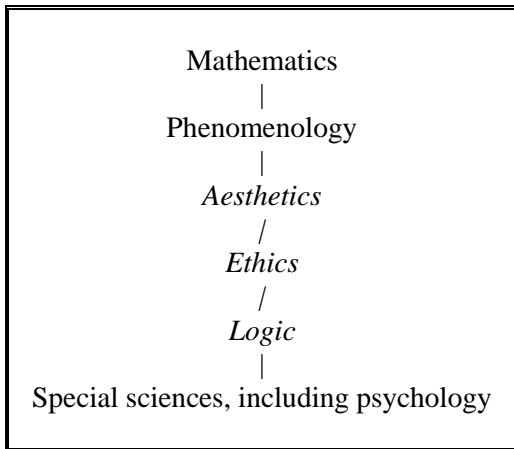 Mathematics
|
Phenomenology
|
Aesthetics
/
Ethics
/
Logic
|
Special sciences, including psychology